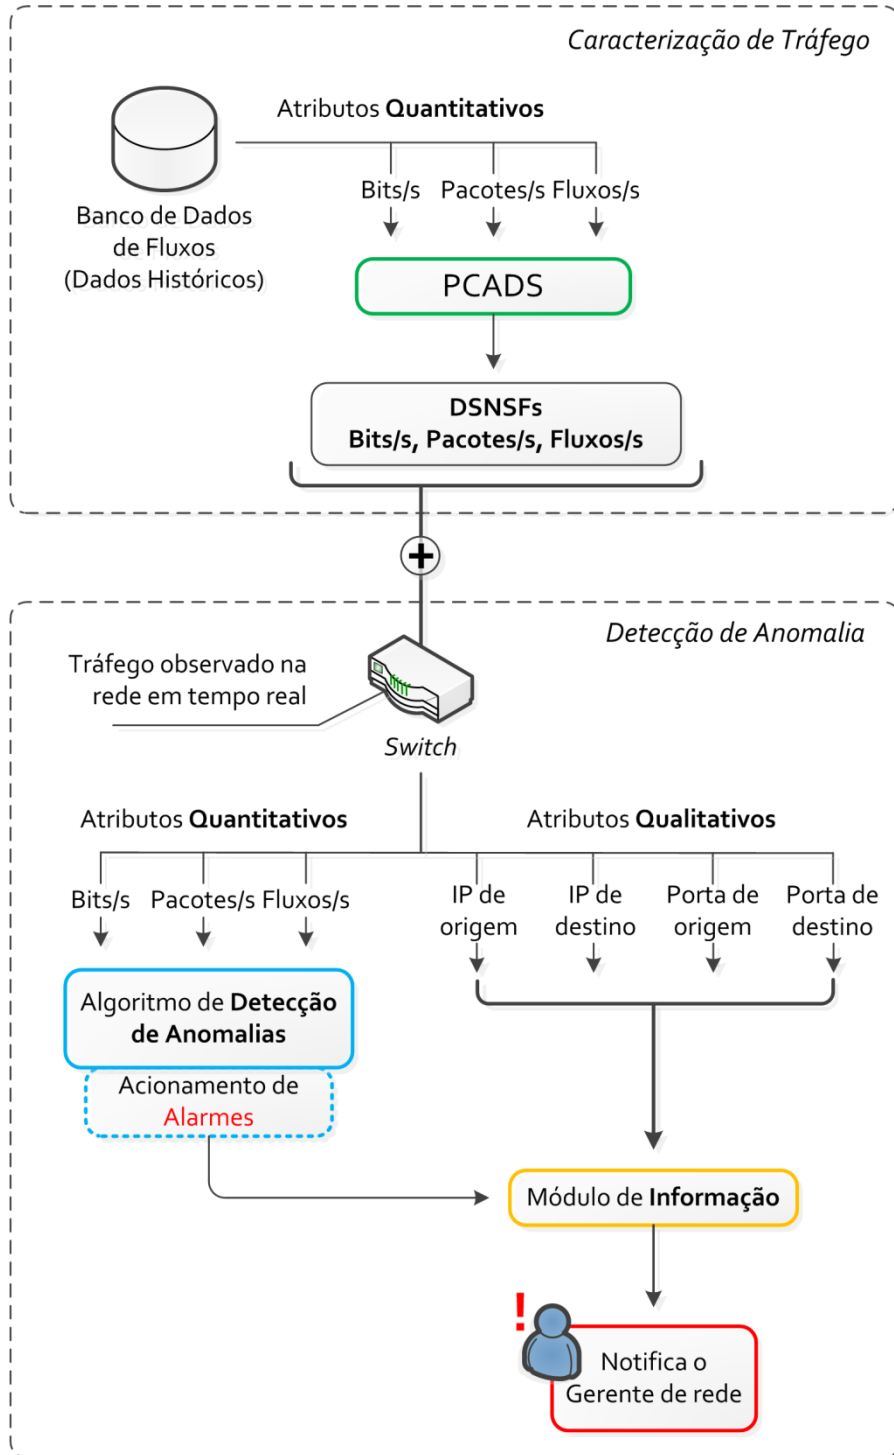 Caracterização de Tráfego
Atributos Quantitativos
Bits/s Pacotes/s Fluxos/s
Banco de Dados
de Fluxos
(Dados Históricos)
PCADS
DSNSFs
Bits/s, Pacotes/s, Fluxos/s
Detecção de Anomalia
Tráfego observado na
rede em tempo real
Switch
Atributos Quantitativos
Bits/s Pacotes/s Fluxos/s
Algoritmo de Detecção
de Anomalias
Acionamento de
Alarmes
Atributos Qualitativos
IP de
origem
IP de
destino
Porta de
origem
Porta de
destino
Módulo de Informação
!
Notifica o
Gerente de rede